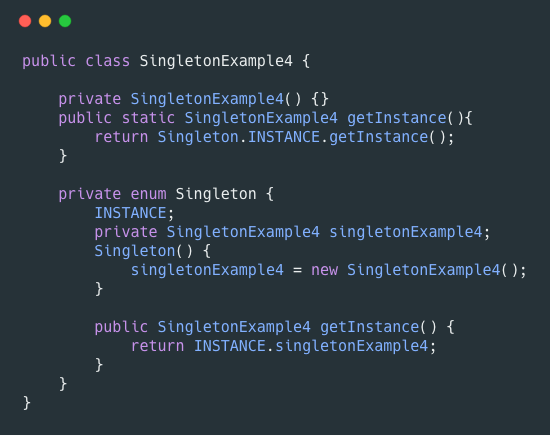 public class SingletonExample4 {
private SingletonExample4() {}
public static SingletonExample4 getInstance(){
return Singleton.INSTANCE.getInstance();
}
private enum Singleton {
INSTANCE;
private SingletonExample4 singletonExample4;
Singleton() {
singletonExample4 = new SingletonExample4();
}
public SingletonExample4 getInstance() {
return INSTANCE.singletonExample4;
}
}
}